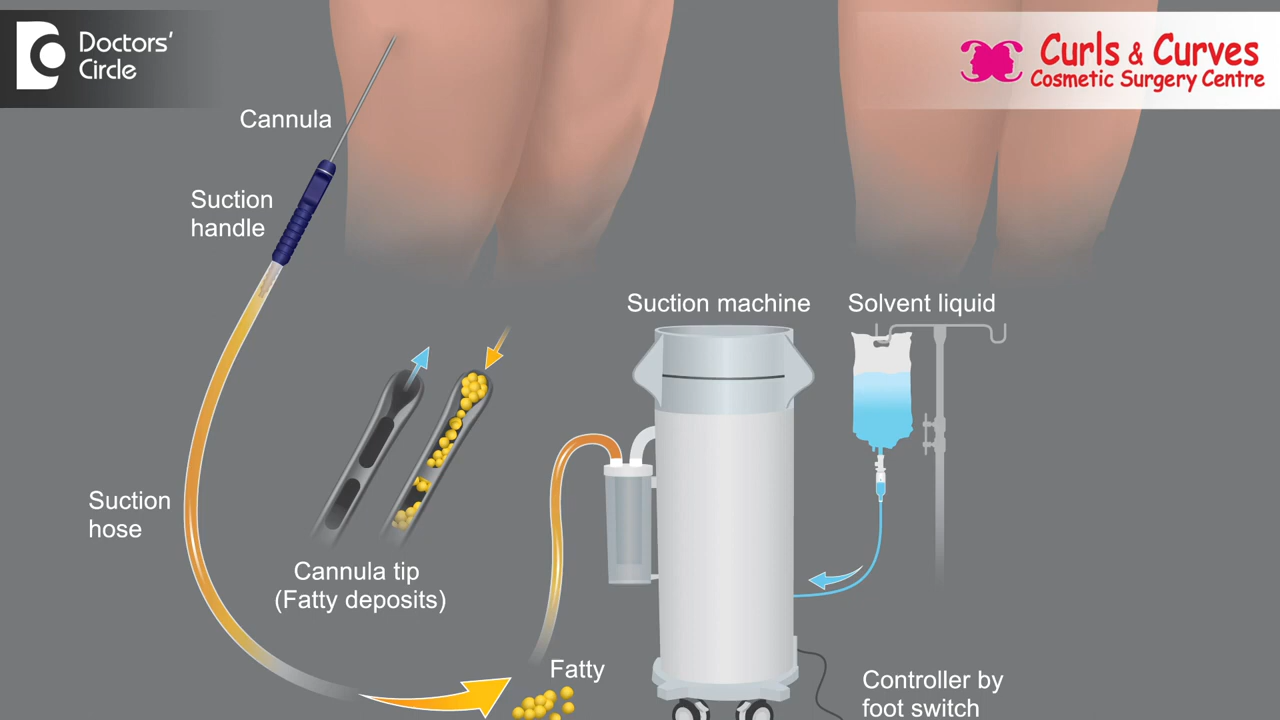 Doctors'
Circle
Curls & Curves
Cosmetic Surgery Centre
Cannula
Suction
handle
Suction machine
Solvent liquid
Suction
hose
Cannula tip
(Fatty deposits)
Fatty
Controller by
foot switch